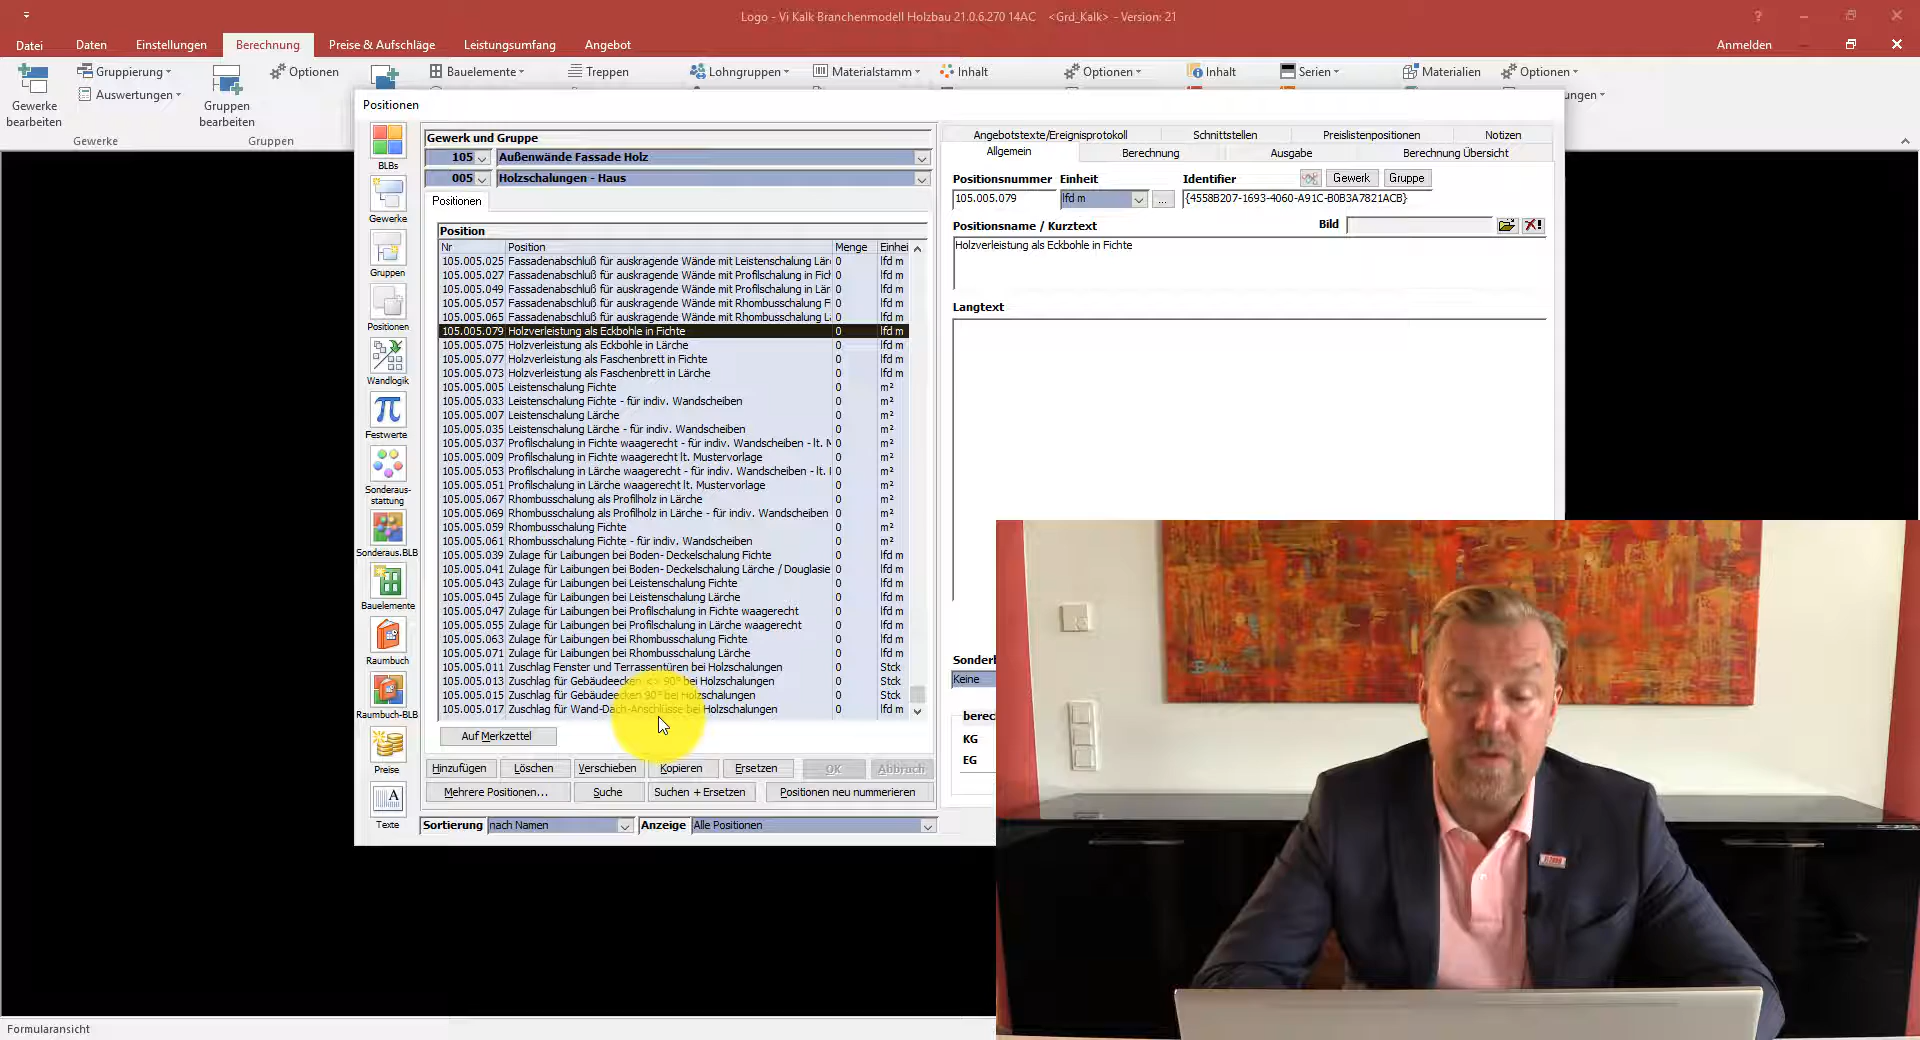 Logo - Vi Kalk Branchenmodell Holzbau 21.0.6.270 14AC <Grd_Kalk> - Version: 21
Datei Daten Einstellungen Berechnung Preise & Aufschläge Leistungsumfang Angebot Anmelden
Gewerke bearbeiten
Gruppierung
Auswertungen
Gewerke
Gruppen bearbeiten
Optionen
Gruppen
Bauelemente Treppen Lohngruppen Materialstamm Inhalt Optionen Inhalt Serien Materialien Optionen
Positionen
BLBs
Gewerke
Gruppen
Positionen
Wandlogik
Festwerte
Sonderaus-
stattung
Sonderaus.BLB
Bauelemente
Raumbuch
Raumbuch-BLB
Preise
Texte
Gewerk und Gruppe
105 Außenwände Fassade Holz
005 Holzschalungen - Haus
Positionen
Position
Nr Position Menge Einhei
105.005.025 Fassadenabschluß für auskragende Wände mit Leistenschalung Lär 0 lfd m
105.005.027 Fassadenabschluß für auskragende Wände mit Profilschalung in Fich 0 lfd m
105.005.049 Fassadenabschluß für auskragende Wände mit Profilschalung in Lär 0 lfd m
105.005.057 Fassadenabschluß für auskragende Wände mit Rhombusschalung F 0 lfd m
105.005.065 Fassadenabschluß für auskragende Wände mit Rhombusschalung L 0 lfd m
105.005.079 Holzverleistung als Eckbohle in Fichte 0 lfd m
105.005.075 Holzverleistung als Eckbohle in Lärche 0 lfd m
105.005.077 Holzverleistung als Faschenbrett in Fichte 0 lfd m
105.005.073 Holzverleistung als Faschenbrett in Lärche 0 lfd m
105.005.005 Leistenschalung Fichte 0 m²
105.005.033 Leistenschalung Fichte - für indiv. Wandscheiben 0 m²
105.005.007 Leistenschalung Lärche 0 m²
105.005.035 Leistenschalung Lärche - für indiv. Wandscheiben 0 m²
105.005.037 Profilschalung in Fichte waagerecht - für indiv. Wandscheiben - lt. M 0 m²
105.005.009 Profilschalung in Fichte waagerecht lt. Mustervorlage 0 m²
105.005.053 Profilschalung in Lärche waagerecht - für indiv. Wandscheiben - lt. 0 m²
105.005.051 Profilschalung in Lärche waagerecht lt. Mustervorlage 0 m²
105.005.067 Rhombusschalung als Profilholz in Lärche 0 m²
105.005.069 Rhombusschalung als Profilholz in Lärche - für indiv. Wandscheiben 0 m²
105.005.059 Rhombusschalung Fichte 0 m²
105.005.061 Rhombusschalung Fichte - für indiv. Wandscheiben 0 m²
105.005.039 Zulage für Laibungen bei Boden- Deckelschalung Fichte 0 lfd m
105.005.041 Zulage für Laibungen bei Boden- Deckelschalung Lärche / Douglasie 0 lfd m
105.005.043 Zulage für Laibungen bei Leistenschalung Fichte 0 lfd m
105.005.045 Zulage für Laibungen bei Leistenschalung Lärche 0 lfd m
105.005.047 Zulage für Laibungen bei Profilschalung in Fichte waagerecht 0 lfd m
105.005.055 Zulage für Laibungen bei Profilschalung in Lärche waagerecht 0 lfd m
105.005.063 Zulage für Laibungen bei Rhombusschalung Fichte 0 lfd m
105.005.071 Zulage für Laibungen bei Rhombusschalung Lärche 0 lfd m
105.005.011 Zuschlag Fenster und Terrassentüren bei Holzschalungen 0 Stck
105.005.013 Zuschlag für Gebäudeecken <> 90° bei Holzschalungen 0 Stck
105.005.015 Zuschlag für Gebäudeecken 90° bei Holzschalungen 0 Stck
105.005.017 Zuschlag für Wand-Dach-Anschlüsse bei Holzschalungen 0 lfd m
Auf Merkzettel
Hinzufügen Löschen Verschieben Kopieren Ersetzen OK Abbruch
Mehrere Positionen... Suche Suchen + Ersetzen Positionen neu nummerieren
Sortierung nach Namen Anzeige Alle Positionen
Angebotstexte/Ereignisprotokoll Schnittstellen Preislistenpositionen Notizen
Allgemein Berechnung Ausgabe Berechnung Übersicht
Positionsnummer Einheit Identifier Gewerk Gruppe
105.005.079 lfd m ... {4558B207-1693-4060-A91C-B0B3A7821ACB}
Positionsname / Kurztext Bild
Holzverleistung als Eckbohle in Fichte
Langtext
Keine
KG
EG
Formularansicht